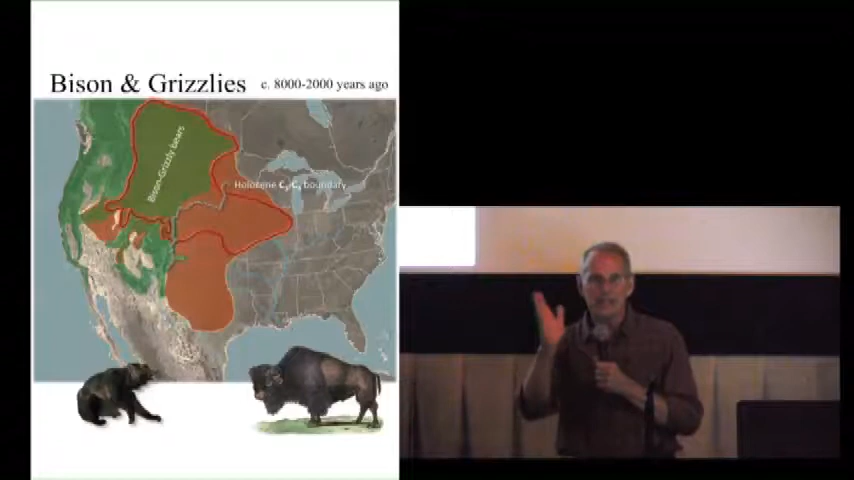 Bison & Grizzlies c. 8000-2000 years ago
Bison-Grizzly bears
Holocene C3-C4 boundary